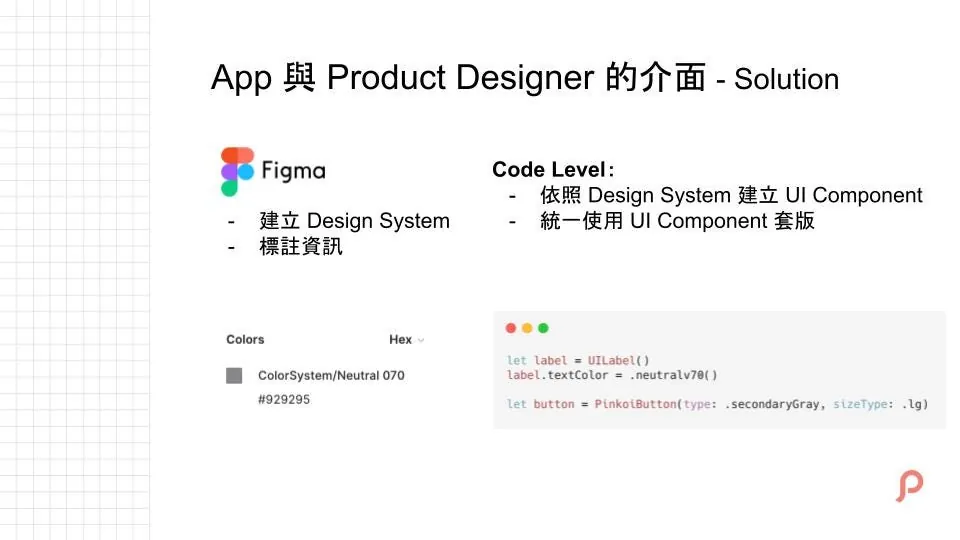 App 與 Product Designer 的介面 - Solution
Figma
- 建立 Design System
- 標註資訊
Code Level：
- 依照 Design System 建立 UI Component
- 統一使用 UI Component 套版
Colors Hex
ColorSystem/Neutral 070
#929295
let label = UILabel()
label.textColor = .neutralv70()
let button = PinkoiButton(type: .secondaryGray, sizeType: .lg)